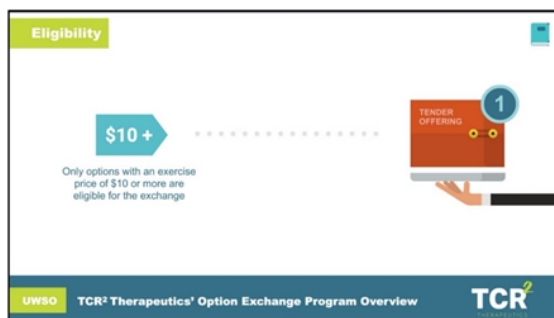 Eligibility
$10 +
Only options with an exercise
price of $10 or more are
eligible for the exchange
TENDER
OFFERING
1
UWSO
TCR² Therapeutics' Option Exchange Program Overview
TCR²
THERAPEUTICS